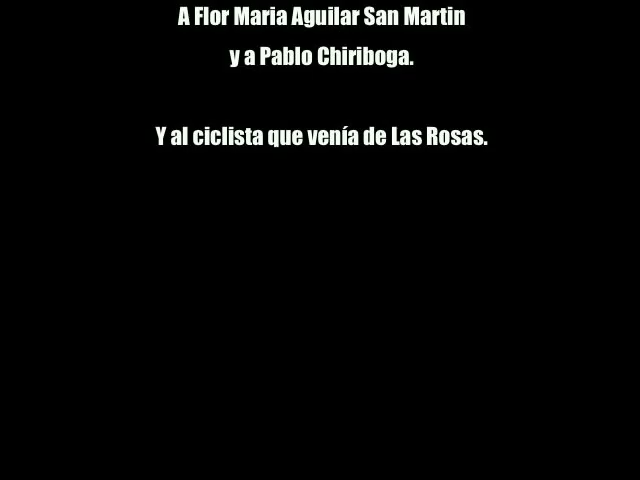 A Flor Maria Aguilar San Martin
y a Pablo Chiriboga.
Y al ciclista que venía de Las Rosas.